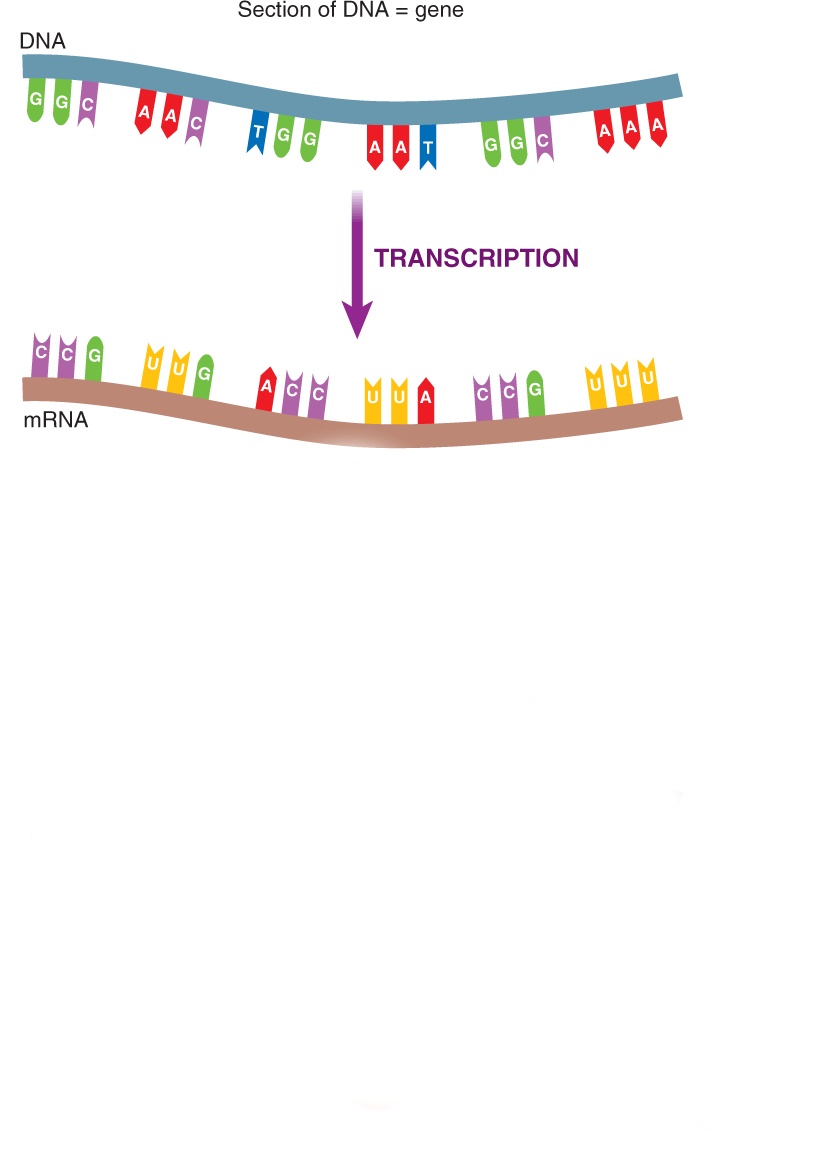 Section of DNA = gene
DNA
G G C A A C T G G A A T G G C A A A
TRANSCRIPTION
C C G U U G A C C U U A C C G U U U
mRNA